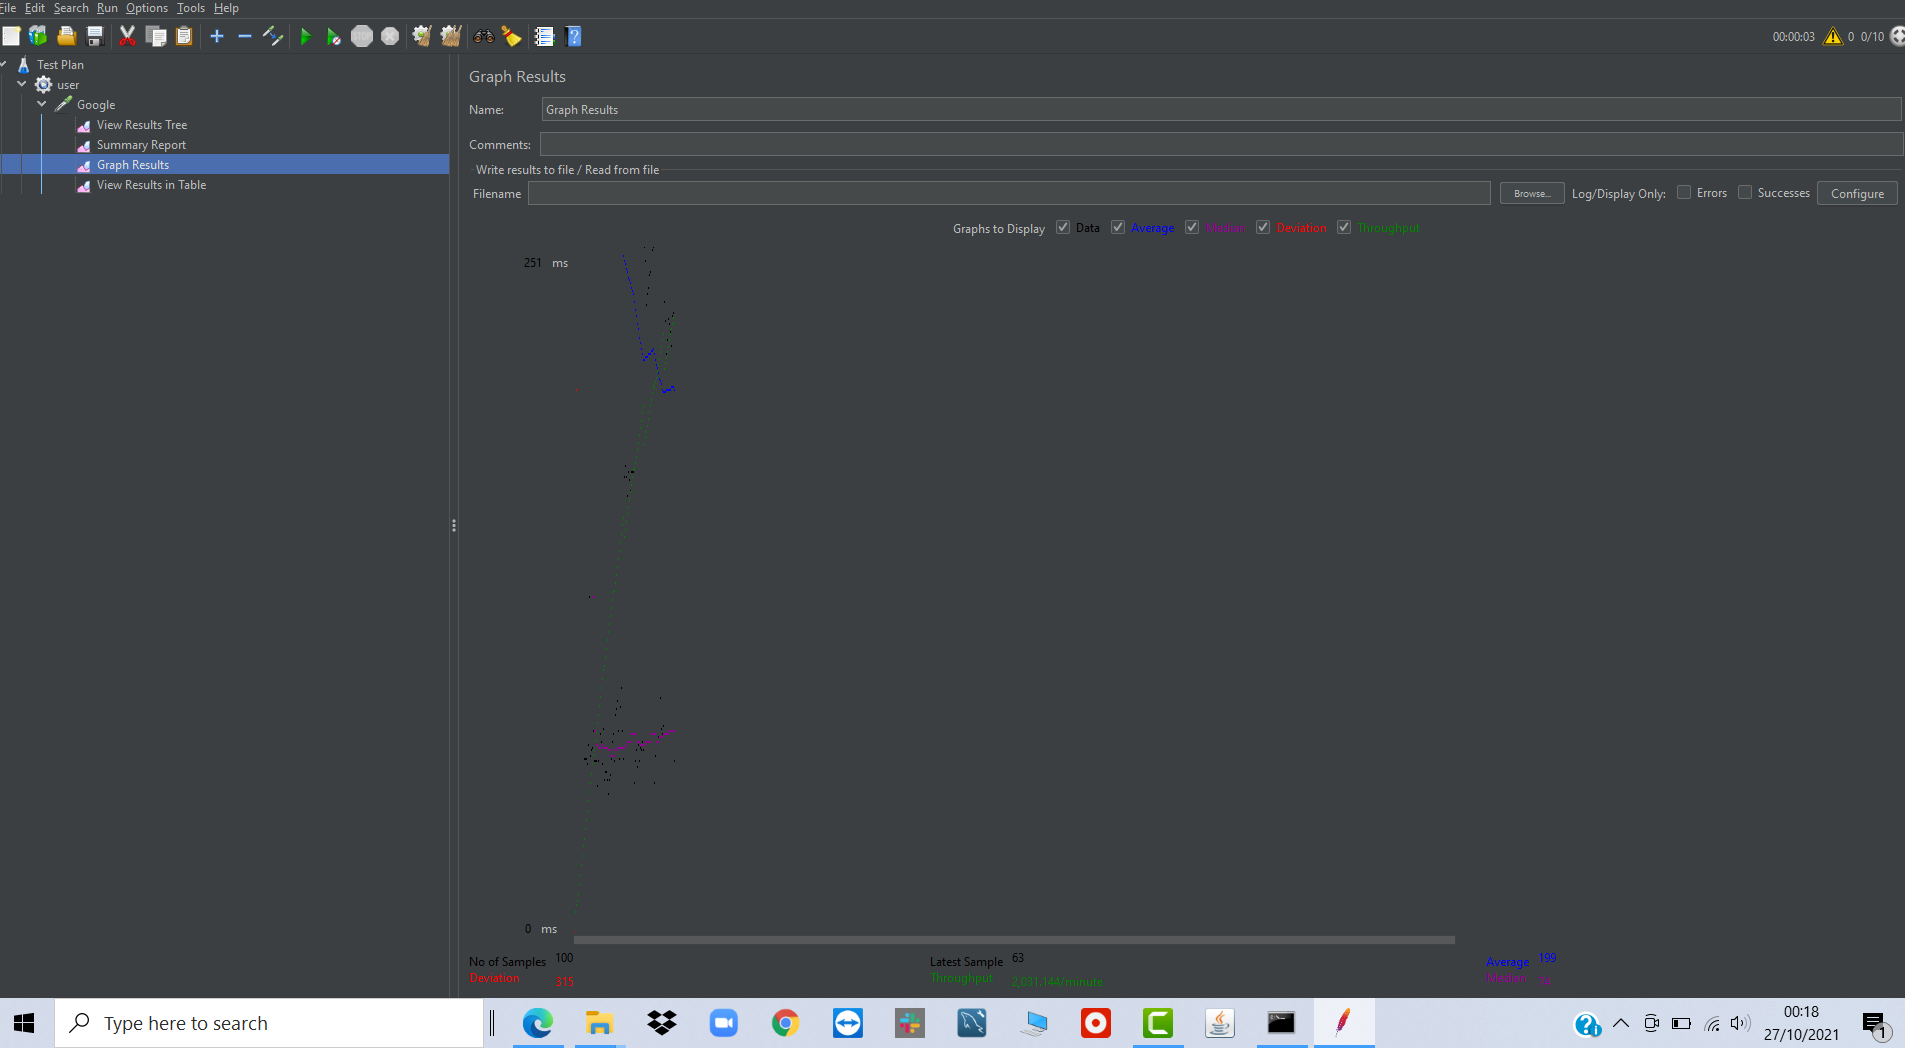 File Edit Search Run Options Tools Help
00:00:03 0 0/10
Test Plan
user
Google
View Results Tree
Summary Report
Graph Results
View Results in Table
Graph Results
Name: Graph Results
Comments:
Write results to file / Read from file
Filename Browse... Log/Display Only: Errors Successes Configure
Graphs to Display Data Average Median Deviation Throughput
251 ms
0 ms
No of Samples 100 Latest Sample 63 Average 199
Deviation 315 Throughput 2,031.144/minute Median
Type here to search
00:18
27/10/2021
1